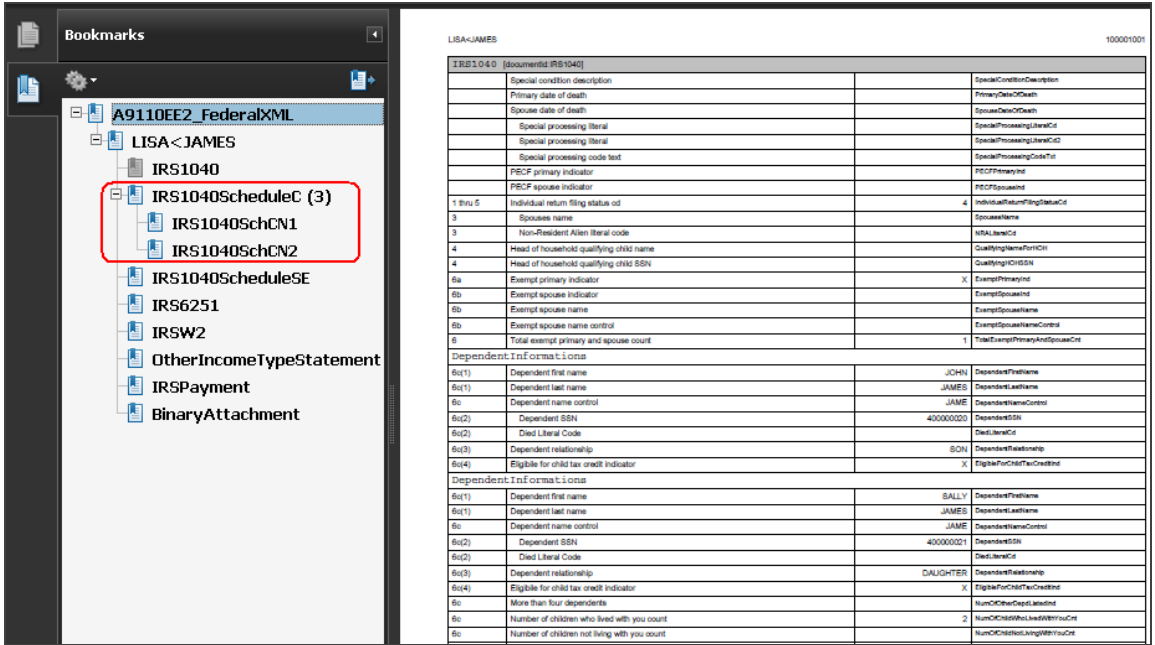 Bookmarks
A9110EE2_FederalXML
LISA<JAMES
IRS1040
IRS1040ScheduleC (3)
IRS1040SchCN1
IRS1040SchCN2
IRS1040ScheduleSE
IRS6251
IRSW2
OtherIncomeTypeStatement
IRSPayment
BinaryAttachment
LISA<JAMES 100001001
IRS1040 [documentId:IRS1040]
Special condition description SpecialConditionDescription
Primary date of death PrimaryDateOfDeath
Spouse date of death SpouseDateOfDeath
Special processing literal SpecialProcessingLiteralCd
Special processing literal SpecialProcessingLiteralCd2
Special processing code text SpecialProcessingCodeTxt
PECF primary indicator PECFPrimaryInd
PECF spouse indicator PECFSpouseInd
1 thru 5 Individual return filing status cd 4 IndividualReturnFilingStatusCd
3 Spouses name SpousesName
3 Non-Resident Alien literal code NRALiteralCd
4 Head of household qualifying child name QualifyingNameForHOH
4 Head of household qualifying child SSN QualifyingHOHSSN
6a Exempt primary indicator X ExemptPrimaryInd
6b Exempt spouse indicator ExemptSpouseInd
6b Exempt spouse name ExemptSpouseName
6b Exempt spouse name control ExemptSpouseNameControl
6 Total exempt primary and spouse count 1 TotalExemptPrimaryAndSpouseCnt
DependentInformations
6c(1) Dependent first name JOHN DependentFirstName
6c(1) Dependent last name JAMES DependentLastName
6c Dependent name control JAME DependentNameControl
6c(2) Dependent SSN 400000020 DependentSSN
6c(2) Died Literal Code DiedLiteralCd
6c(3) Dependent relationship SON DependentRelationship
6c(4) Eligible for child tax credit indicator X EligibleForChildTaxCreditInd
DependentInformations
6c(1) Dependent first name SALLY DependentFirstName
6c(1) Dependent last name JAMES DependentLastName
6c Dependent name control JAME DependentNameControl
6c(2) Dependent SSN 400000021 DependentSSN
6c(2) Died Literal Code DiedLiteralCd
6c(3) Dependent relationship DAUGHTER DependentRelationship
6c(4) Eligible for child tax credit indicator X EligibleForChildTaxCreditInd
6c More than four dependents NumOfOtherDepdListedInd
6c Number of children who lived with you count 2 NumOfChildWhoLivedWithYouCnt
6c Number of children not living with you count NumOfChildNotLivingWithYouCnt